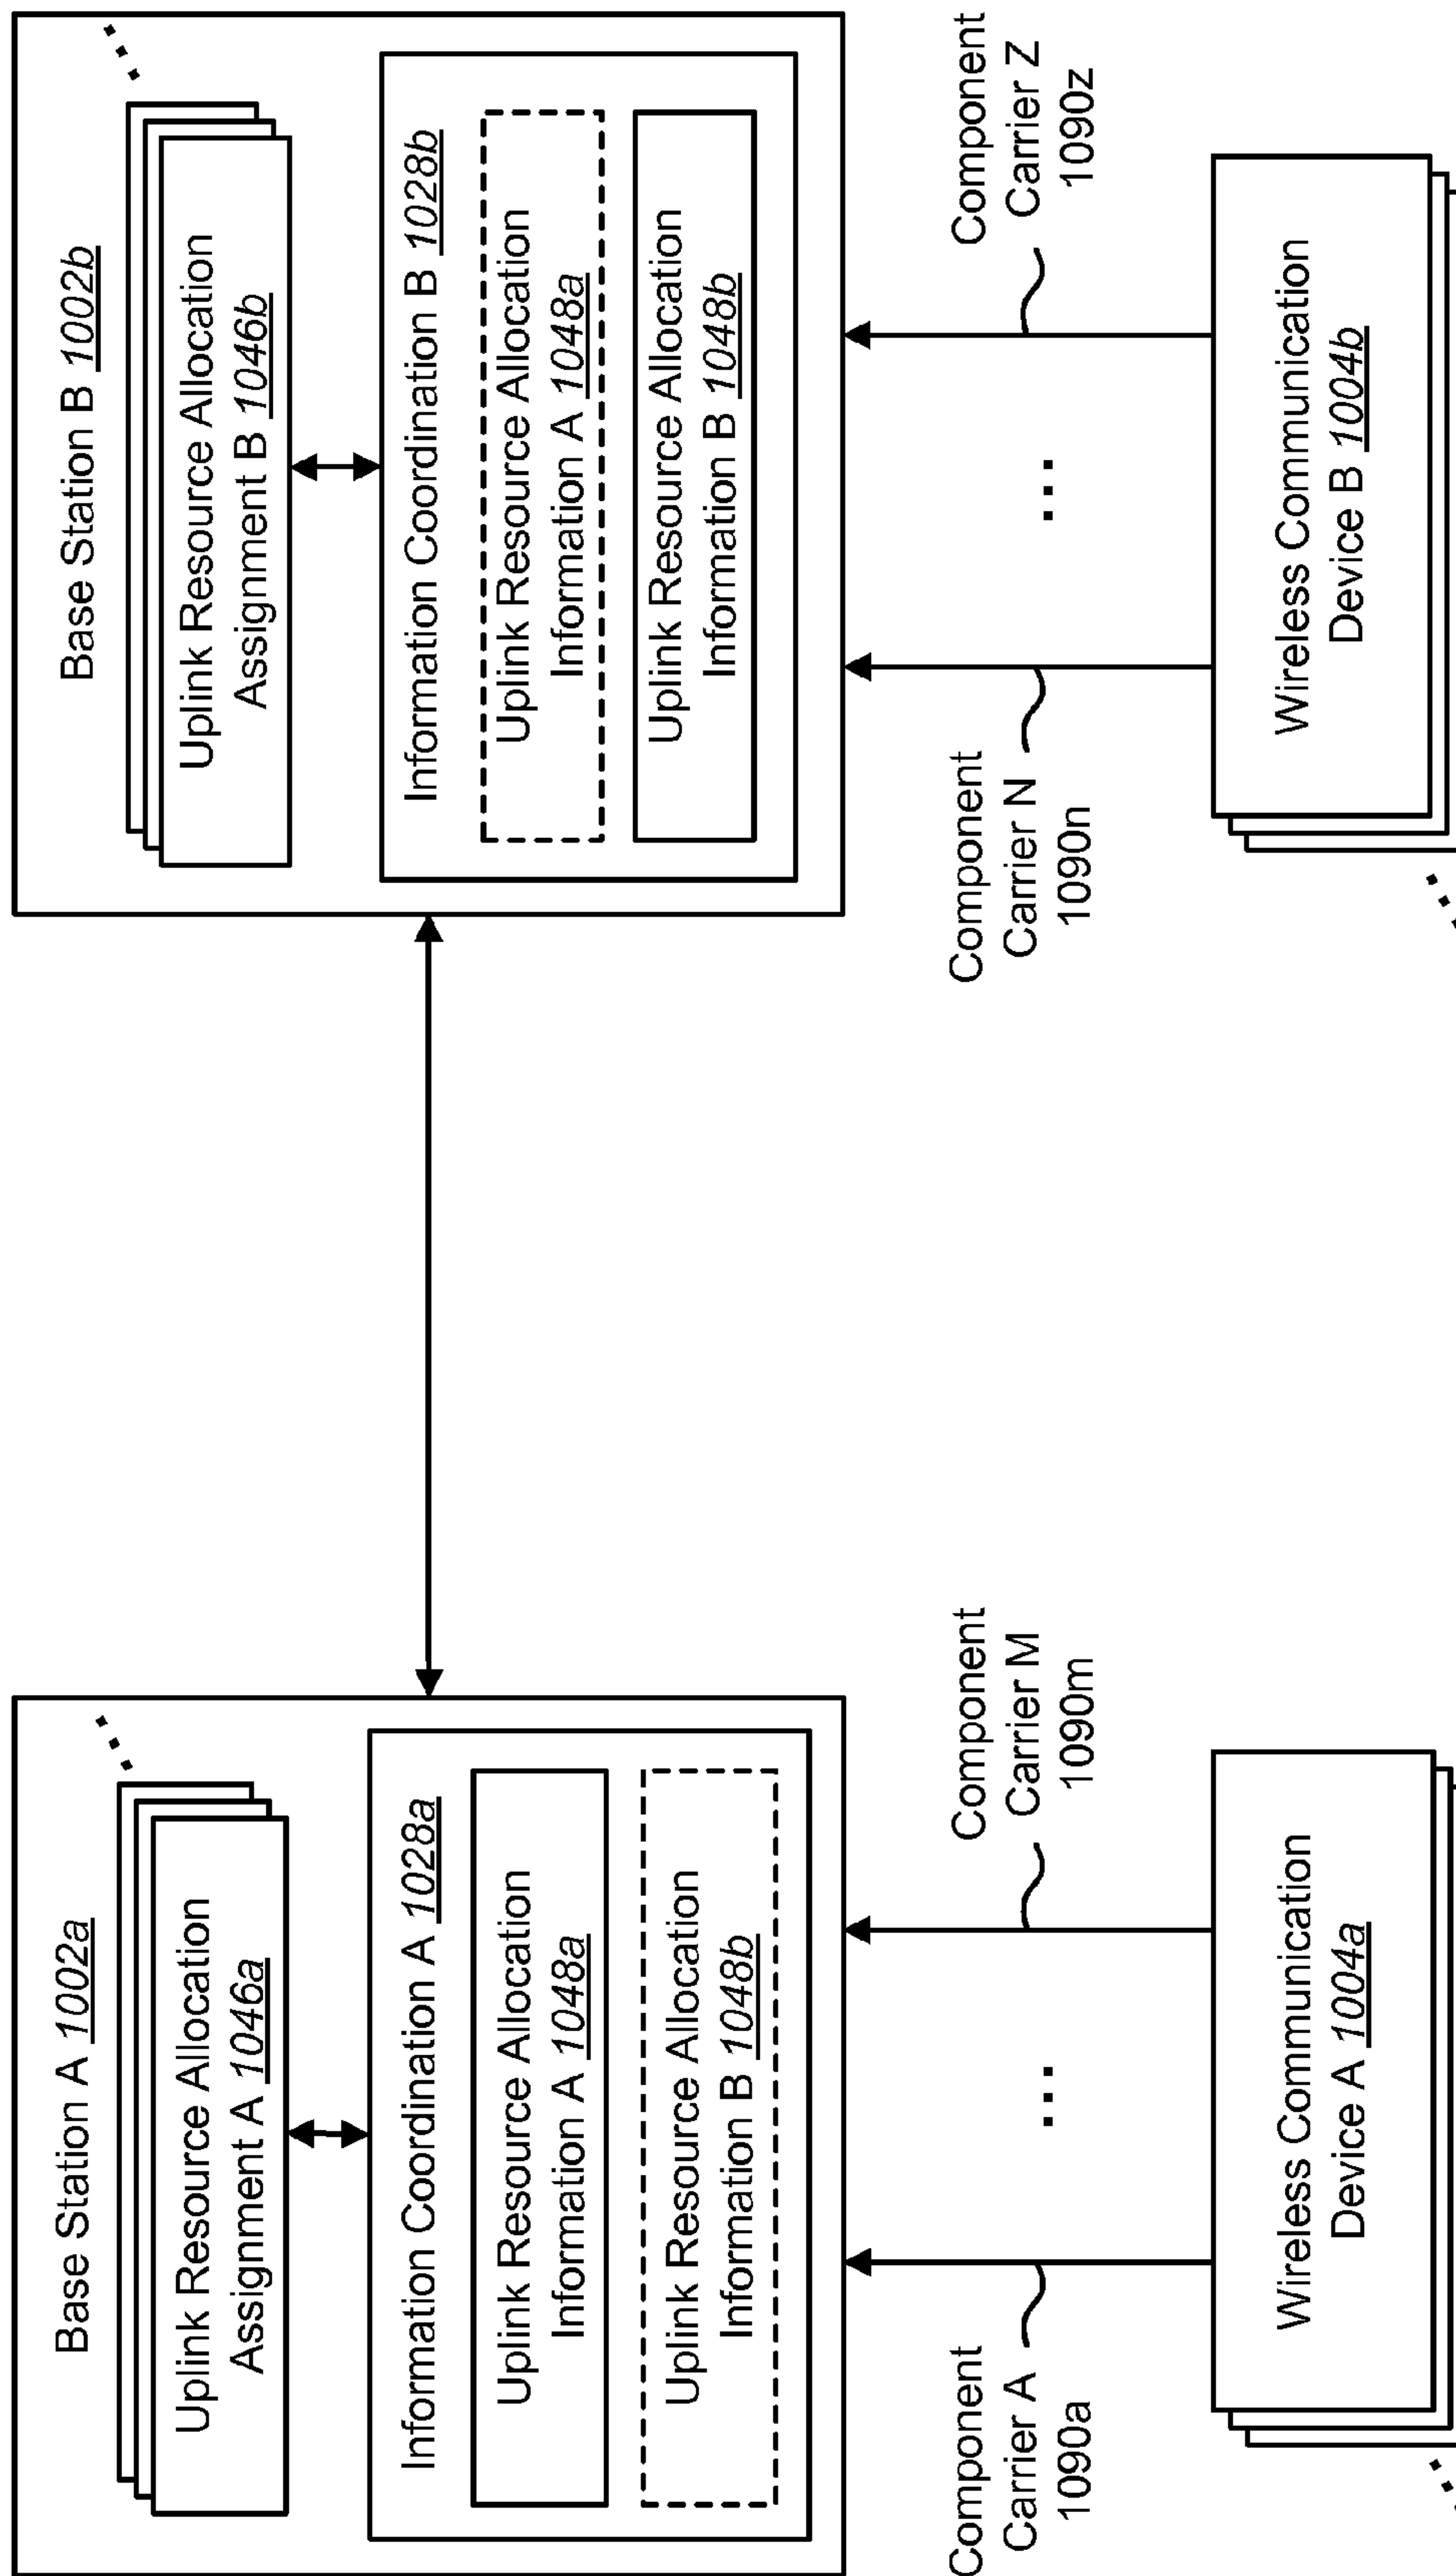 Base Station A 1002a
Uplink Resource Allocation
Assignment A 1046a
Information Coordination A 1028a
Uplink Resource Allocation
Information A 1048a
Uplink Resource Allocation
Information B 1048b
Component
Carrier A
1090a
...
Component
Carrier M
1090m
Wireless Communication
Device A 1004a
Base Station B 1002b
Uplink Resource Allocation
Assignment B 1046b
Information Coordination B 1028b
Uplink Resource Allocation
Information A 1048a
Uplink Resource Allocation
Information B 1048b
Component
Carrier N
1090n
...
Component
Carrier Z
1090z
Wireless Communication
Device B 1004b